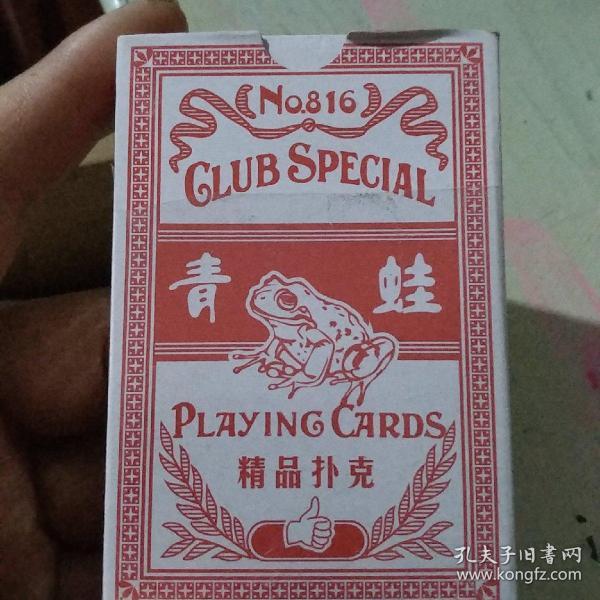 No.816
CLUB SPECIAL
青 蛙
PLAYING CARDS
精品扑克
孔夫子旧書网
www.kongfz.com